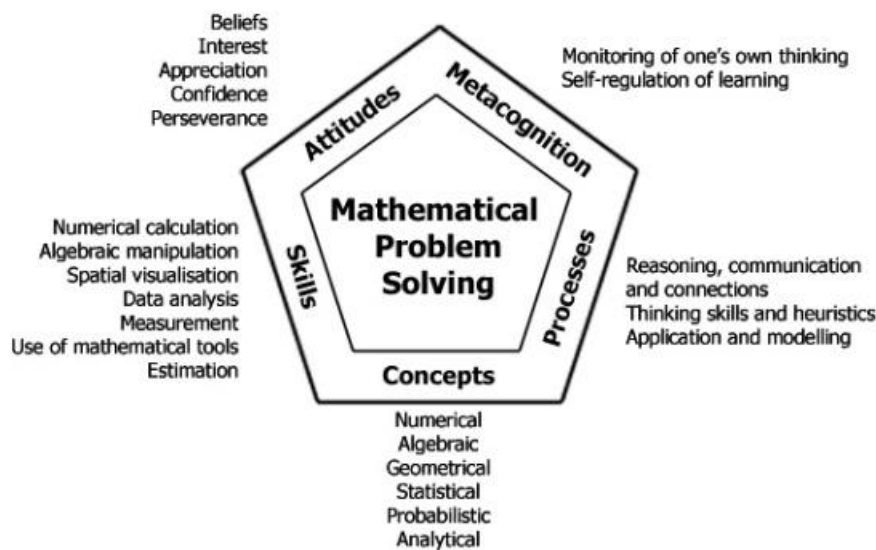 Beliefs
Interest
Appreciation
Confidence
Perseverance
Attitudes
Metacognition
Monitoring of one's own thinking
Self-regulation of learning
Mathematical
Problem
Solving
Numerical calculation
Algebraic manipulation
Spatial visualisation
Data analysis
Measurement
Use of mathematical tools
Estimation
Skills
Processes
Reasoning, communication
and connections
Thinking skills and heuristics
Application and modelling
Concepts
Numerical
Algebraic
Geometrical
Statistical
Probabilistic
Analytical